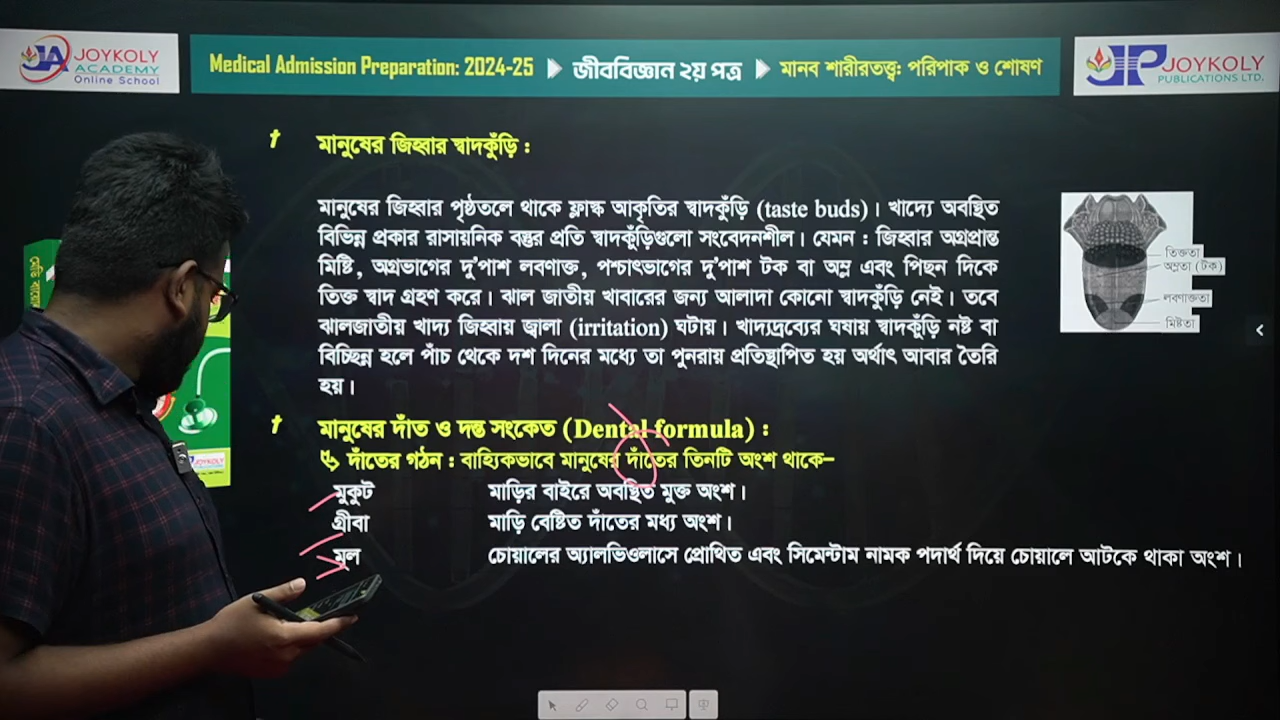 JOYKOLY
ACADEMY
Online School
Medical Admission Preparation: 2024-25 জীববিজ্ঞান ২য় পত্র মানব শারীরতত্ত্ব: পরিপাক ও শোষণ
JP JOYKOLY
PUBLICATIONS LTD.
মানুষের জিহ্বার স্বাদকুঁড়ি :
মানুষের জিহ্বার পৃষ্ঠতলে থাকে ফ্লাস্ক আকৃতির স্বাদকুঁড়ি (taste buds)। খাদ্যে অবস্থিত
বিভিন্ন প্রকার রাসায়নিক বস্তুর প্রতি স্বাদকুঁড়িগুলো সংবেদনশীল। যেমন : জিহ্বার অগ্রপ্রান্ত
মিষ্টি, অগ্রভাগের দু'পাশ লবণাক্ত, পশ্চাৎভাগের দু'পাশ টক বা অম্ল এবং পিছন দিকে
তিক্ত স্বাদ গ্রহণ করে। ঝাল জাতীয় খাবারের জন্য আলাদা কোনো স্বাদকুঁড়ি নেই। তবে
ঝালজাতীয় খাদ্য জিহ্বায় জ্বালা (irritation) ঘটায়। খাদ্যদ্রব্যের ঘষায় স্বাদকুঁড়ি নষ্ট বা
বিচ্ছিন্ন হলে পাঁচ থেকে দশ দিনের মধ্যে তা পুনরায় প্রতিস্থাপিত হয় অর্থাৎ আবার তৈরি
হয়।
তিক্ততা
অম্লতা (টক)
লবণাক্ততা
মিষ্টতা
মানুষের দাঁত ও দন্ত সংকেত (Dental formula) :
দাঁতের গঠন : বাহ্যিকভাবে মানুষের দাঁতের তিনটি অংশ থাকে–
মুকুট মাড়ির বাইরে অবস্থিত মুক্ত অংশ।
গ্রীবা মাড়ি বেষ্টিত দাঁতের মধ্য অংশ।
মূল চোয়ালের অ্যালভিওলাসে প্রোথিত এবং সিমেন্টাম নামক পদার্থ দিয়ে চোয়ালে আটকে থাকা অংশ।